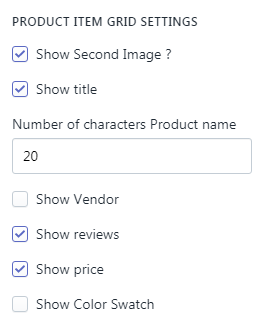 PRODUCT ITEM GRID SETTINGS
Show Second Image ?
Show title
Number of characters Product name
20
Show Vendor
Show reviews
Show price
Show Color Swatch